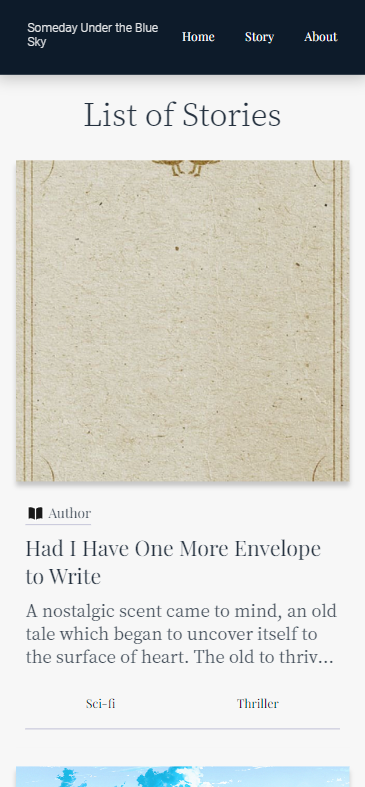 Someday Under the Blue
Sky
Home Story About
List of Stories
Author
Had I Have One More Envelope
to Write
A nostalgic scent came to mind, an old
tale which began to uncover itself to
the surface of heart. The old to thriv...
Sci-fi Thriller